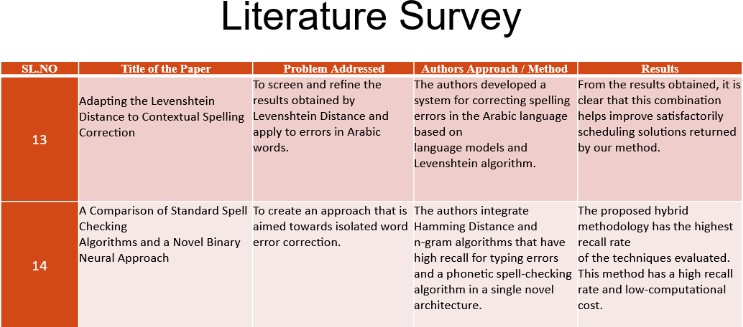 Literature Survey
SL.NO Title of the Paper Problem Addressed Authors Approach / Method Results
13
Adapting the Levenshtein
Distance to Contextual Spelling
Correction
To screen and refine the
results obtained by
Levenshtein Distance and
apply to errors in Arabic
words.
The authors developed a
system for correcting spelling
errors in the Arabic language
based on
language models and
Levenshtein algorithm.
From the results obtained, it is
clear that this combination
helps improve satisfactorily
scheduling solutions returned
by our method.
14
A Comparison of Standard Spell
Checking
Algorithms and a Novel Binary
Neural Approach
To create an approach that is
aimed towards isolated word
error correction.
The authors integrate
Hamming Distance and
n-gram algorithms that have
high recall for typing errors
and a phonetic spell-checking
algorithm in a single novel
architecture.
The proposed hybrid
methodology has the highest
recall rate
of the techniques evaluated.
This method has a high recall
rate and low-computational
cost.